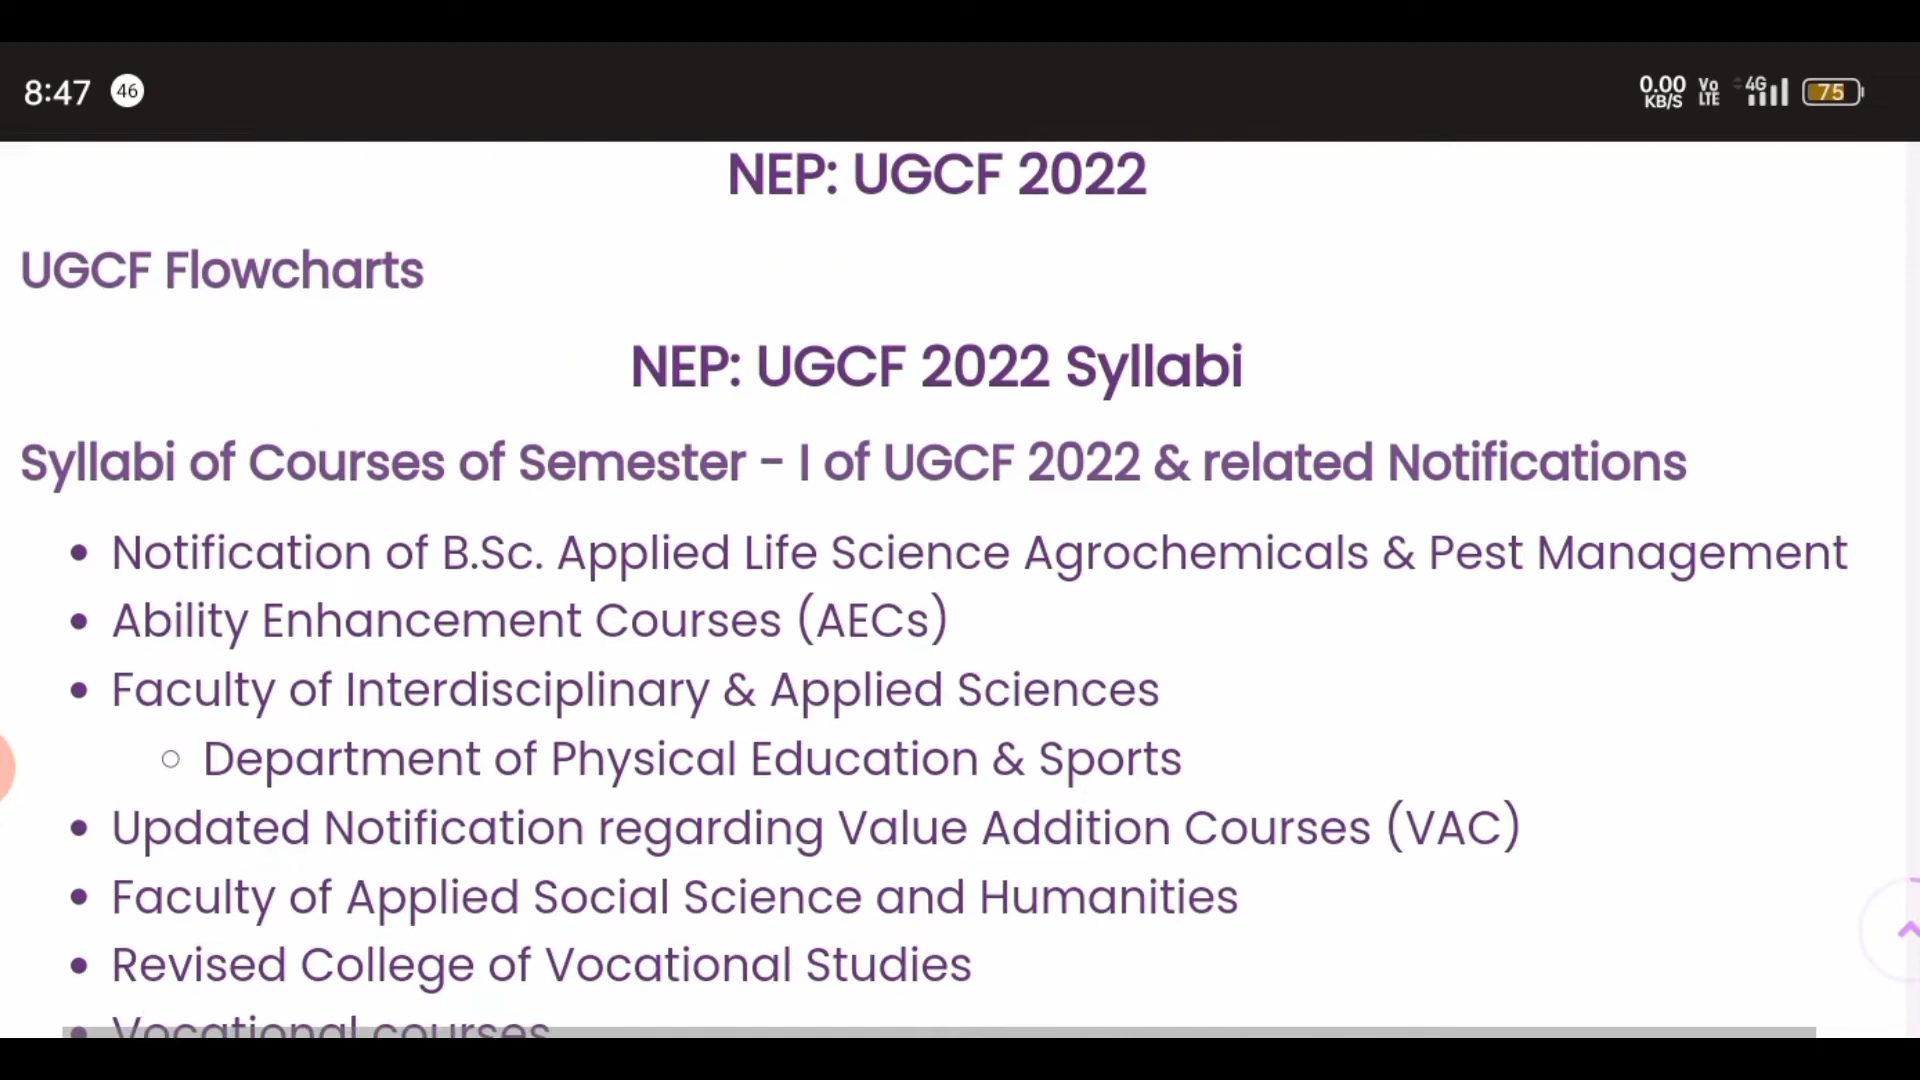 8:47 46 0.00 KB/S Vo LTE 4G 75
NEP: UGCF 2022
UGCF Flowcharts
NEP: UGCF 2022 Syllabi
Syllabi of Courses of Semester - I of UGCF 2022 & related Notifications
Notification of B.Sc. Applied Life Science Agrochemicals & Pest Management
Ability Enhancement Courses (AECs)
Faculty of Interdisciplinary & Applied Sciences
Department of Physical Education & Sports
Updated Notification regarding Value Addition Courses (VAC)
Faculty of Applied Social Science and Humanities
Revised College of Vocational Studies
Vocational courses